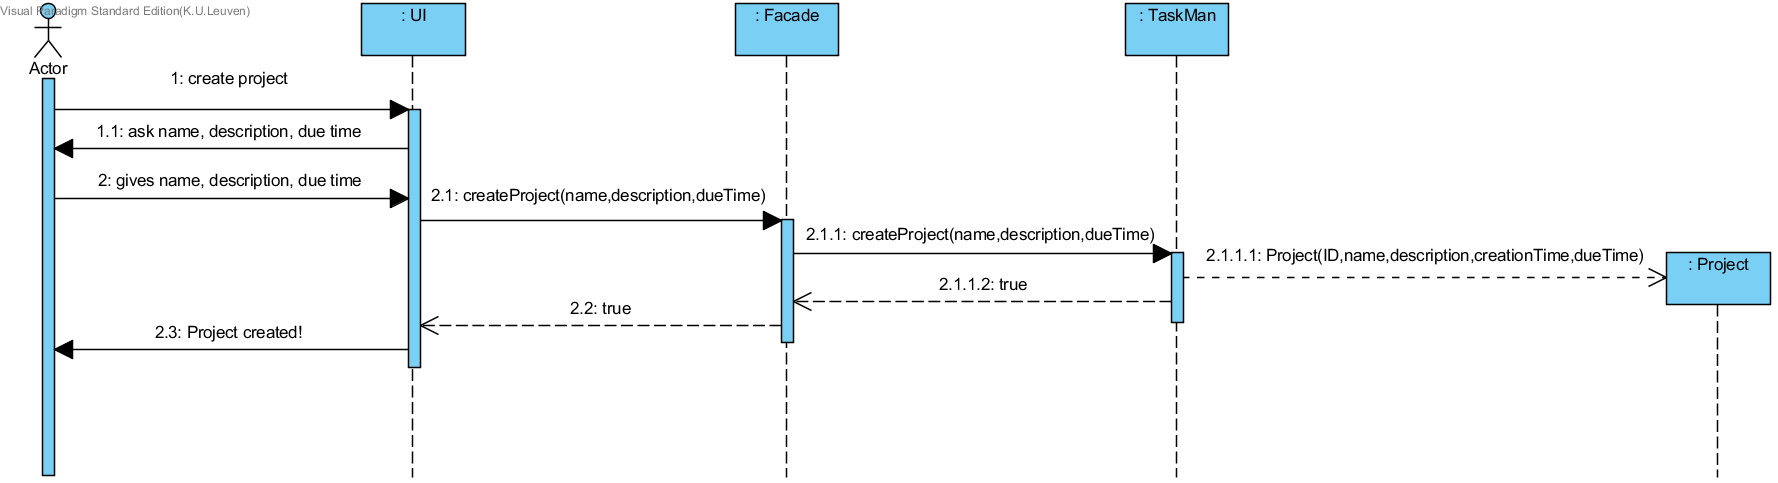 Visual Paradigm Standard Edition(K.U.Leuven)
: UI
: Facade
: TaskMan
Actor
1: create project
1.1: ask name, description, due time
2: gives name, description, due time
2.1: createProject(name,description,dueTime)
2.1.1: createProject(name,description,dueTime)
2.1.1.1: Project(ID,name,description,creationTime,dueTime)
: Project
2.1.1.2: true
2.2: true
2.3: Project created!